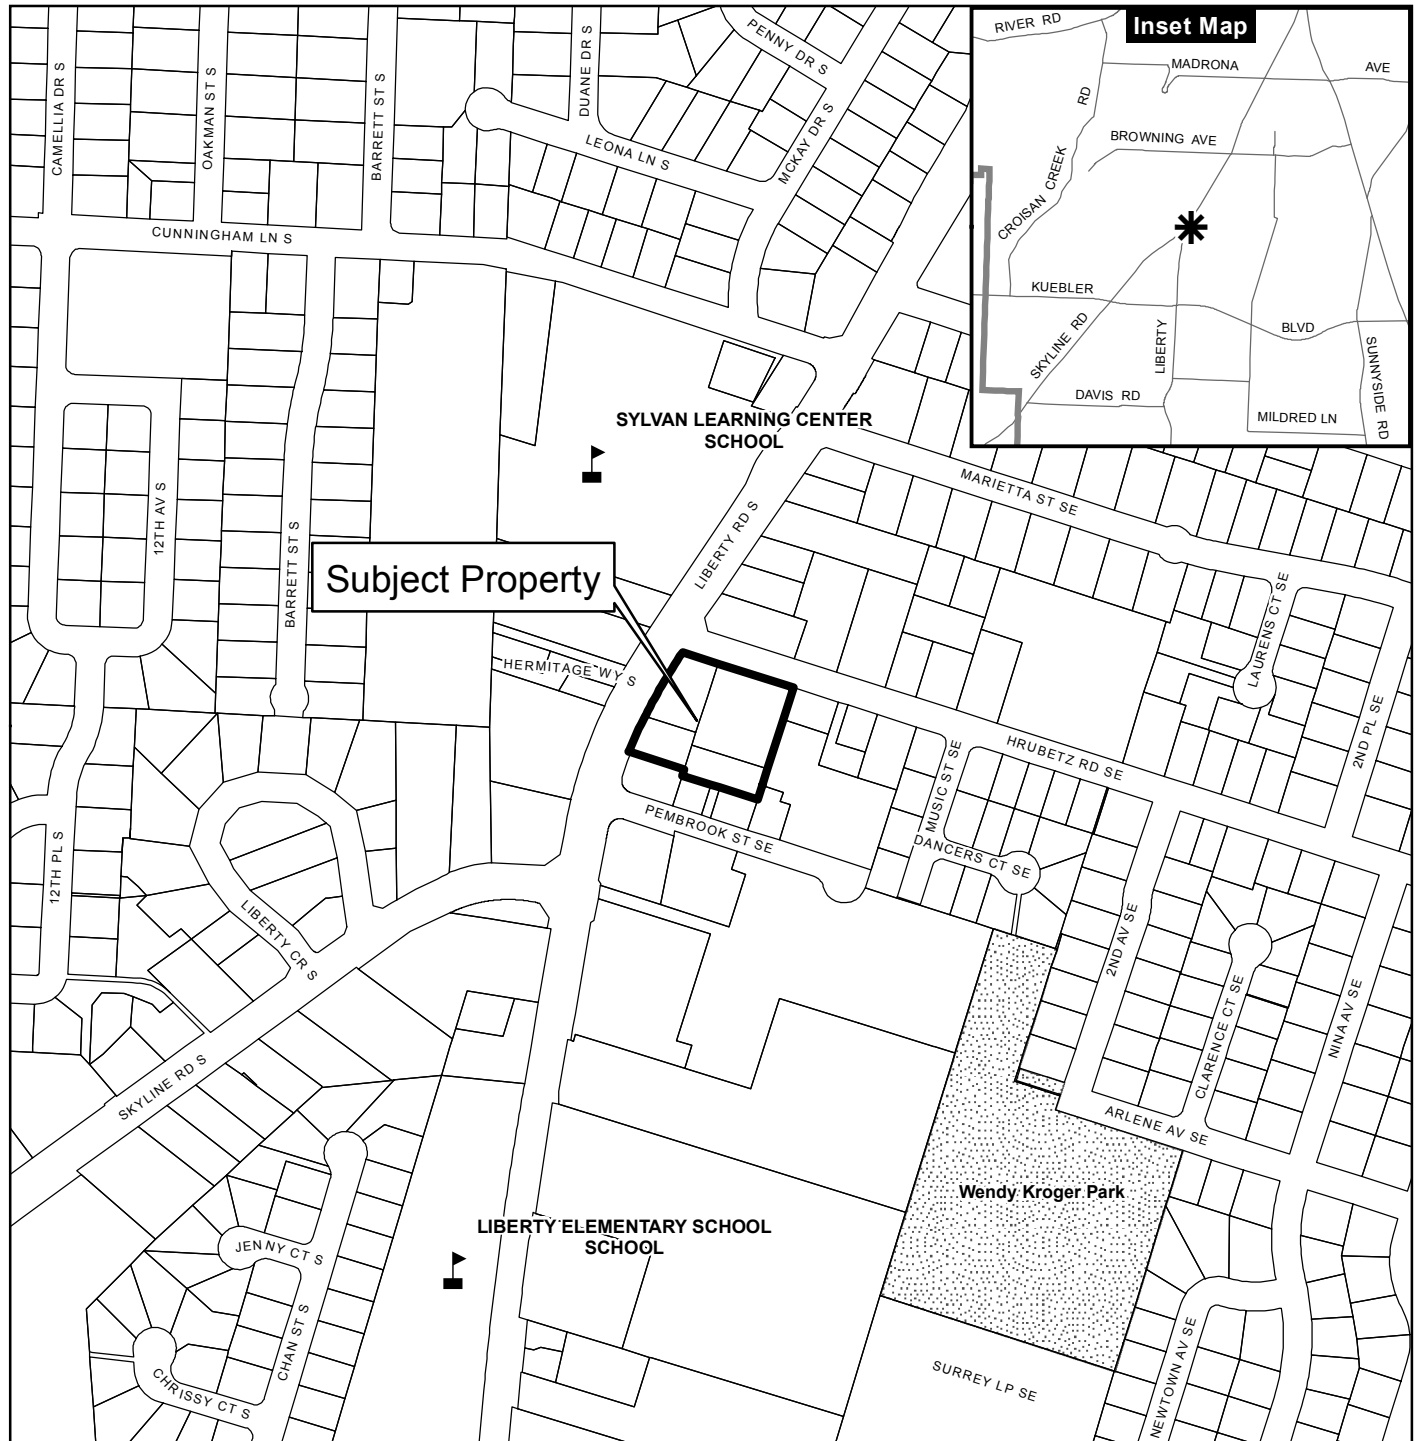 PENNY DR S
DUANE DR S
CAMELLIA DR S
OAKMAN ST S
BARRETT ST S
LEONA LN S
MCKAY DR S
CUNNINGHAM LN S
Inset Map
RIVER RD
MADRONA
AVE
RD
BROWNING AVE
CROISAN CREEK
KUEBLER
BLVD
SKYLINE RD
LIBERTY
SUNNYSIDE RD
DAVIS RD
MILDRED LN
SYLVAN LEARNING CENTER
SCHOOL
MARIETTA ST SE
12TH AV S
BARRETT ST S
LIBERTY RD S
Subject Property
LAURENS CT SE
HERMITAGE WY S
2ND PL SE
HRUBETZ RD SE
MUSIC ST SE
PEMBROOK ST SE
DANCERS CT SE
12TH PL S
LIBERTY CR S
2ND AV SE
CLARENCE CT SE
NINA AV SE
SKYLINE RD S
ARLENE AV SE
Wendy Kroger Park
LIBERTY ELEMENTARY SCHOOL
SCHOOL
JENNY CT S
CHAN ST S
CHRISSY CT S
SURREY LP SE
NEWTOWN AV SE